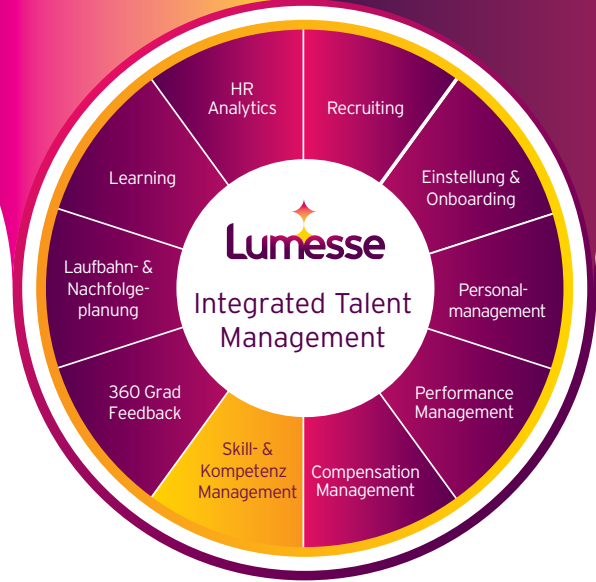 HR
Analytics
Recruiting
Einstellung &
Onboarding
Personal-
management
Performance
Management
Compensation
Management
Skill- &
Kompetenz
Management
360 Grad
Feedback
Laufbahn- &
Nachfolge-
planung
Learning
Lumesse
Integrated Talent
Management